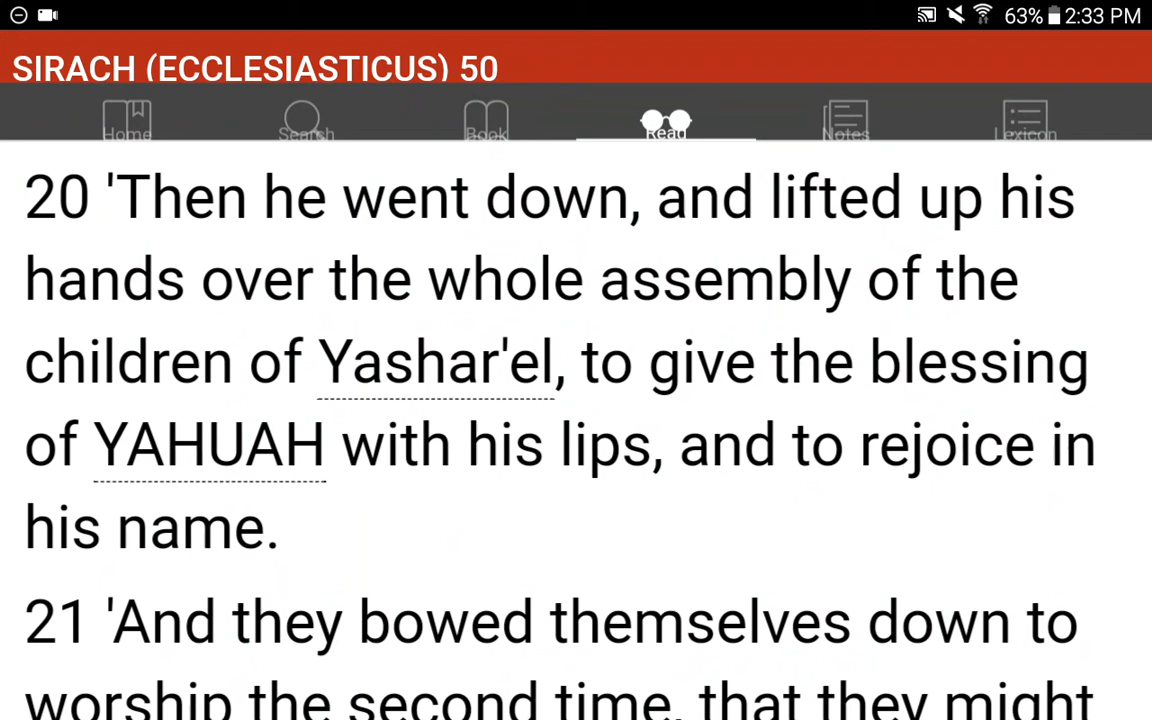 63% 2:33 PM
SIRACH (ECCLESIASTICUS) 50
Home Search Book Read Notes Lexicon
20 'Then he went down, and lifted up his
hands over the whole assembly of the
children of Yashar'el, to give the blessing
of YAHUAH with his lips, and to rejoice in
his name.
21 'And they bowed themselves down to
worship the second time, that they might